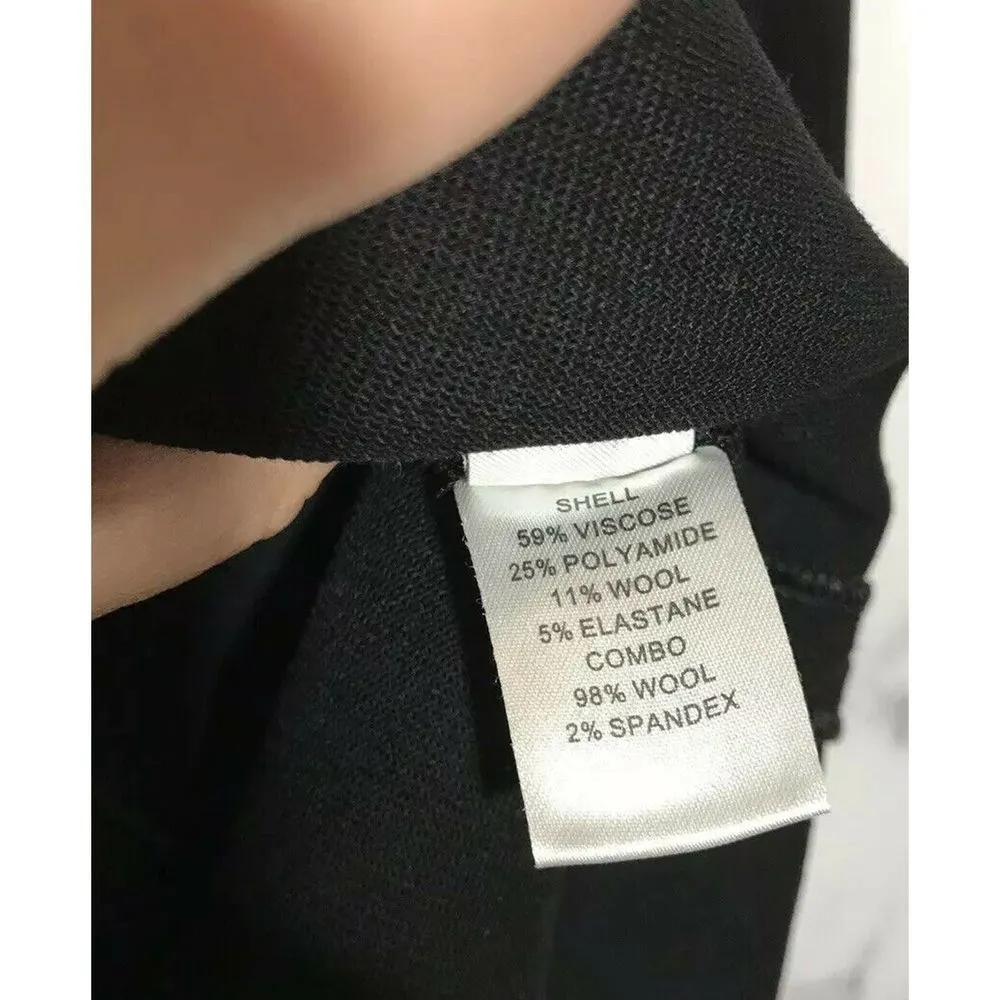 SHELL
59% VISCOSE
25% POLYAMIDE
11% WOOL
5% ELASTANE
COMBO
98% WOOL
2% SPANDEX